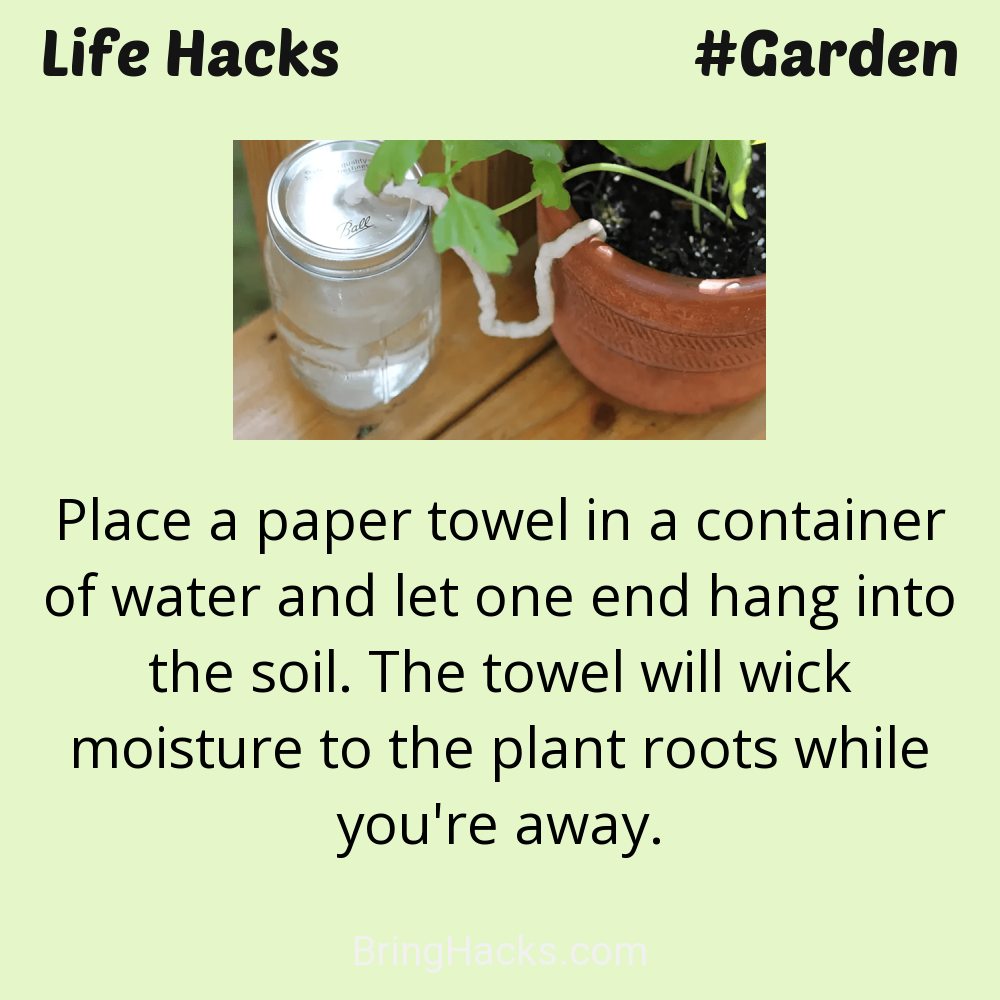 Life Hacks
#Garden
Ball
Place a paper towel in a container
of water and let one end hang into
the soil. The towel will wick
moisture to the plant roots while
you're away.
BringHacks.com